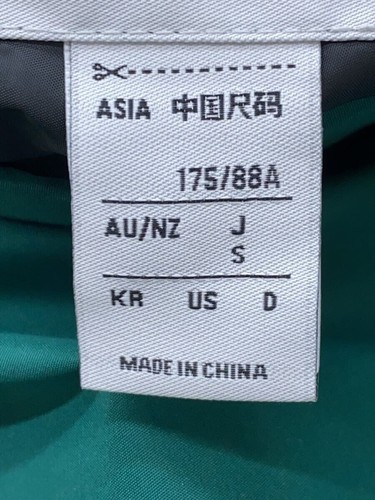 ASIA 中国尺码
175/88A
AU/NZ J
S
KR US D
MADE IN CHINA